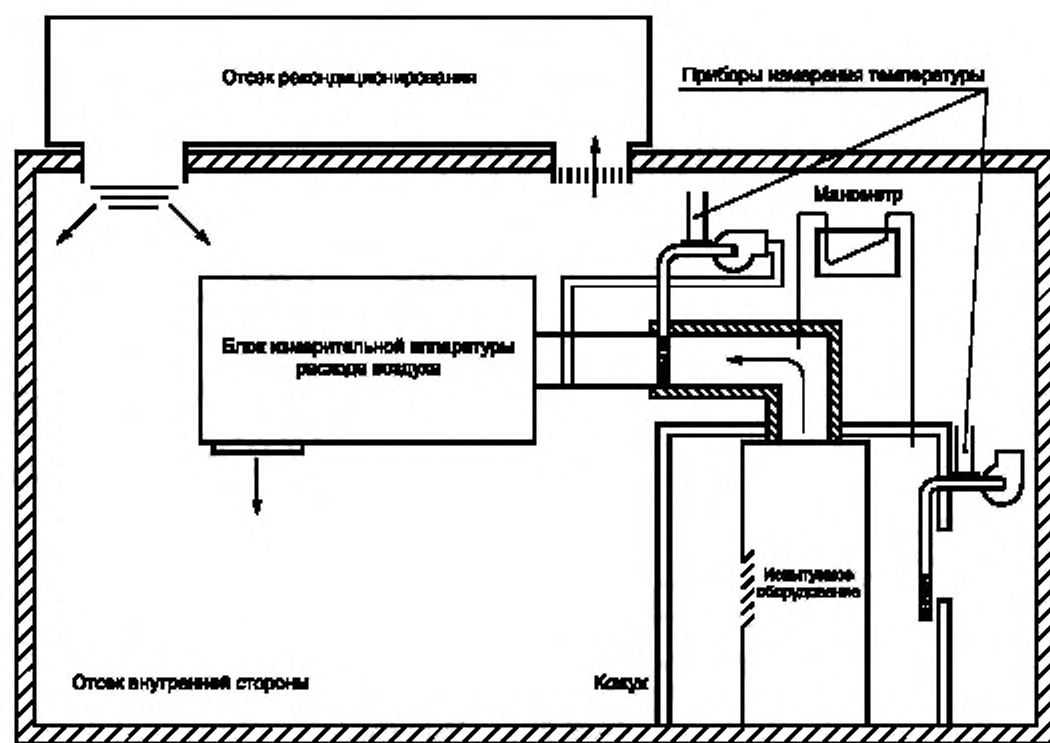 Отсек рекондиционирования
Приборы измерения температуры
Манометр
Блок измерительной аппаратуры
расхода воздуха
Испытуемое
оборудование
Отсек внутренней стороны
Кожух